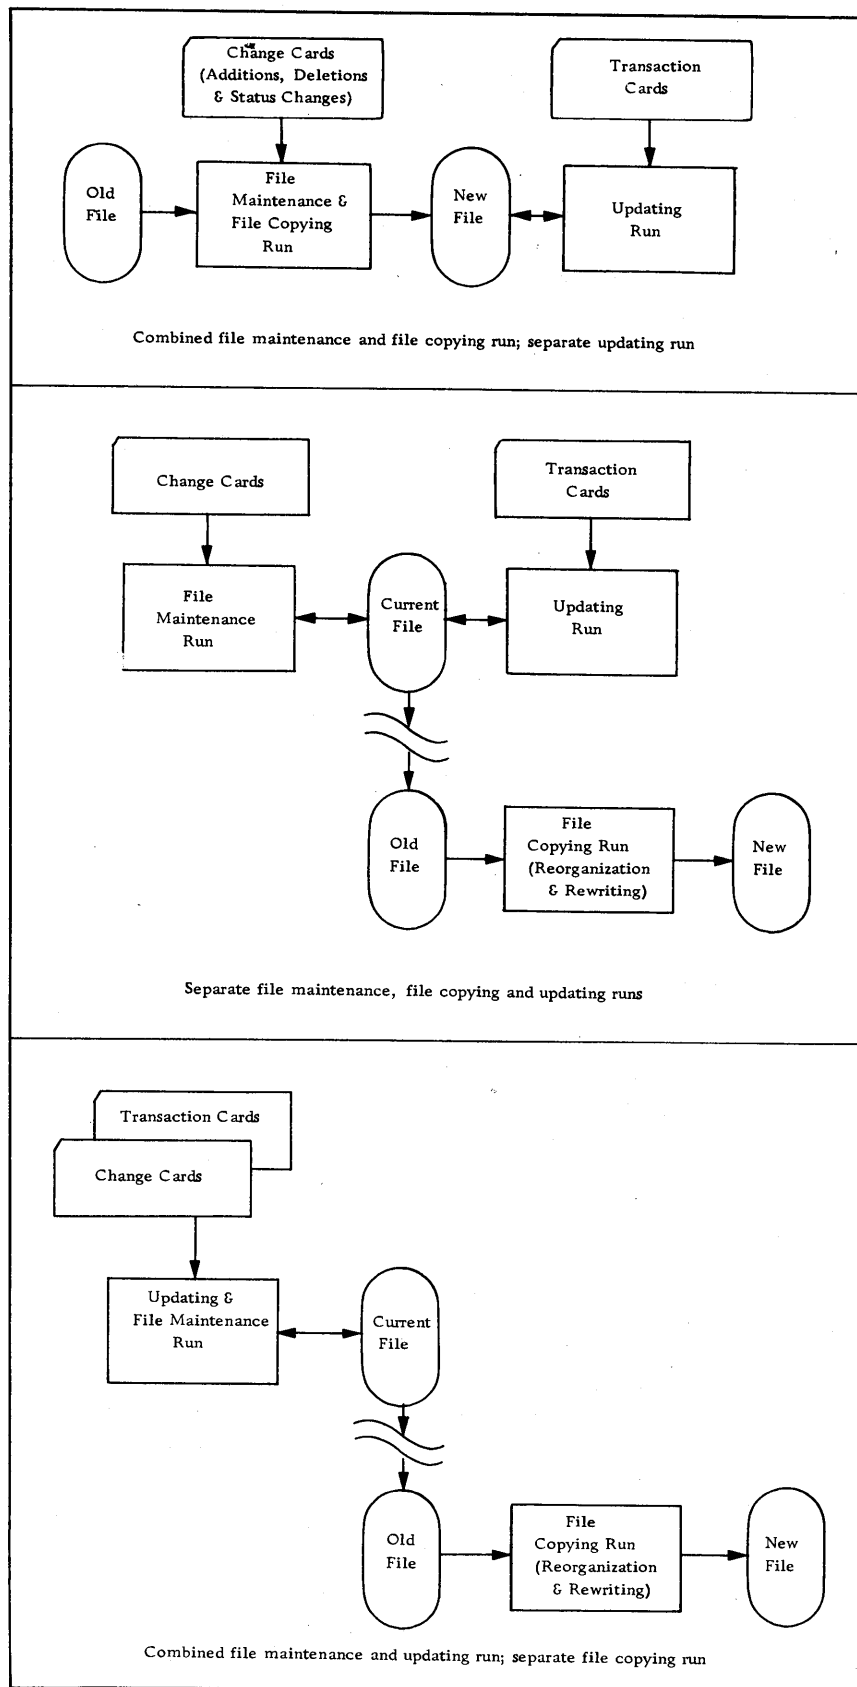 Change Cards
(Additions, Deletions
& Status Changes)
Transaction
Cards
Old
File
File
Maintenance &
File Copying
Run
New
File
Updating
Run
Combined file maintenance and file copying run; separate updating run
Change Cards
Transaction
Cards
File
Maintenance
Run
Current
File
Updating
Run
Old
File
File
Copying Run
(Reorganization
& Rewriting)
New
File
Separate file maintenance, file copying and updating runs
Transaction Cards
Change Cards
Updating &
File Maintenance
Run
Current
File
Old
File
File
Copying Run
(Reorganization
& Rewriting)
New
File
Combined file maintenance and updating run; separate file copying run